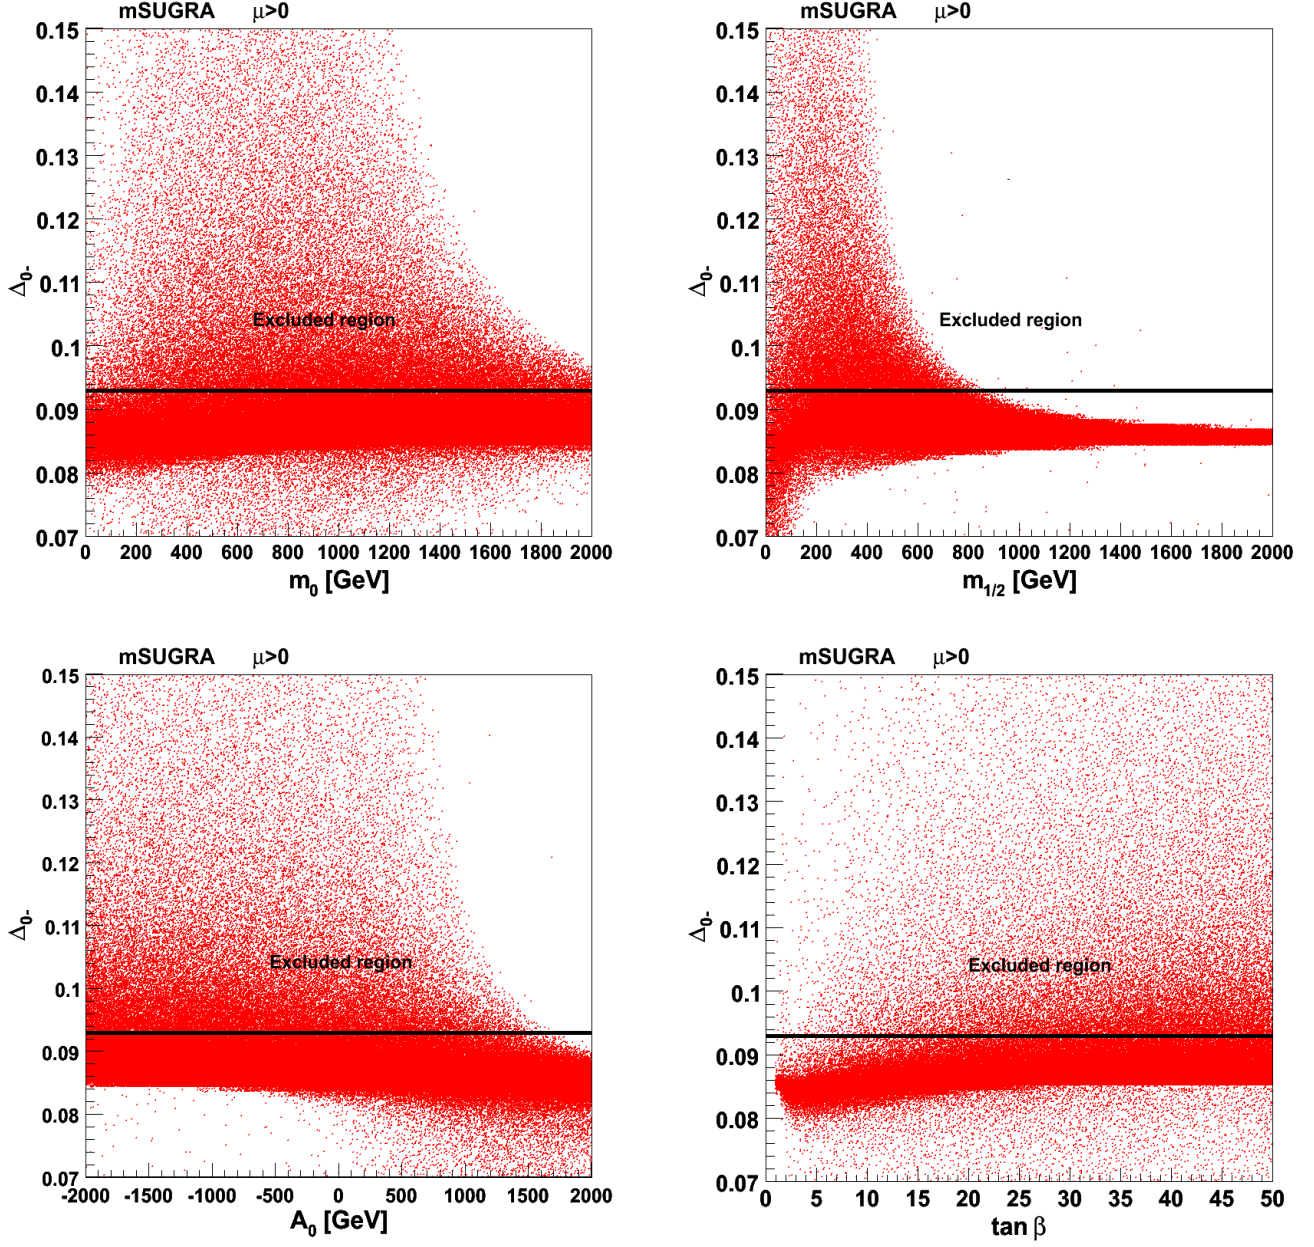 mSUGRA μ>0
0.15
0.14
0.13
0.12
0.11
0.1
0.09
0.08
0.07
Δ0-
Excluded region
0 200 400 600 800 1000 1200 1400 1600 1800 2000
m0 [GeV]
mSUGRA μ>0
0.15
0.14
0.13
0.12
0.11
0.1
0.09
0.08
0.07
Δ0-
Excluded region
0 200 400 600 800 1000 1200 1400 1600 1800 2000
m1/2 [GeV]
mSUGRA μ>0
0.15
0.14
0.13
0.12
0.11
0.1
0.09
0.08
0.07
Δ0-
Excluded region
-2000 -1500 -1000 -500 0 500 1000 1500 2000
A0 [GeV]
mSUGRA μ>0
0.15
0.14
0.13
0.12
0.11
0.1
0.09
0.08
0.07
Δ0-
Excluded region
0 5 10 15 20 25 30 35 40 45 50
tan β